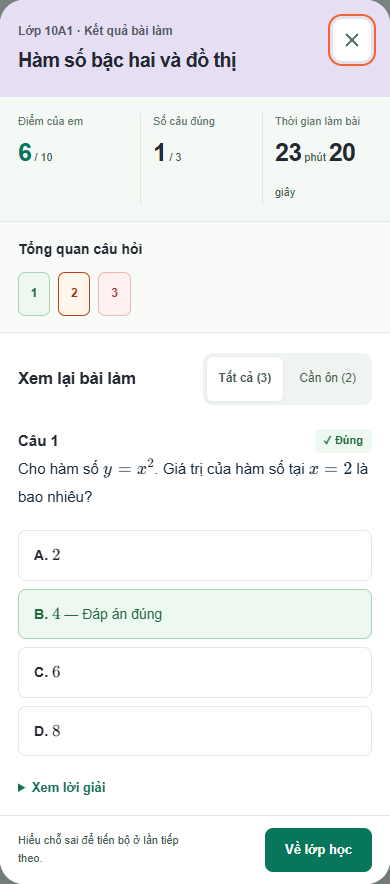 Lớp 10A1 · Kết quả bài làm
Hàm số bậc hai và đồ thị
Điểm của em
6 / 10
Số câu đúng
1 / 3
Thời gian làm bài
23 phút 20
giây
Tổng quan câu hỏi
1 2 3
Xem lại bài làm
Tất cả (3) Cần ôn (2)
Câu 1 ✓ Đúng
Cho hàm số y = x². Giá trị của hàm số tại x = 2 là
bao nhiêu?
A. 2
B. 4 — Đáp án đúng
C. 6
D. 8
▶ Xem lời giải
Hiểu chỗ sai để tiến bộ ở lần tiếp
theo.
Về lớp học